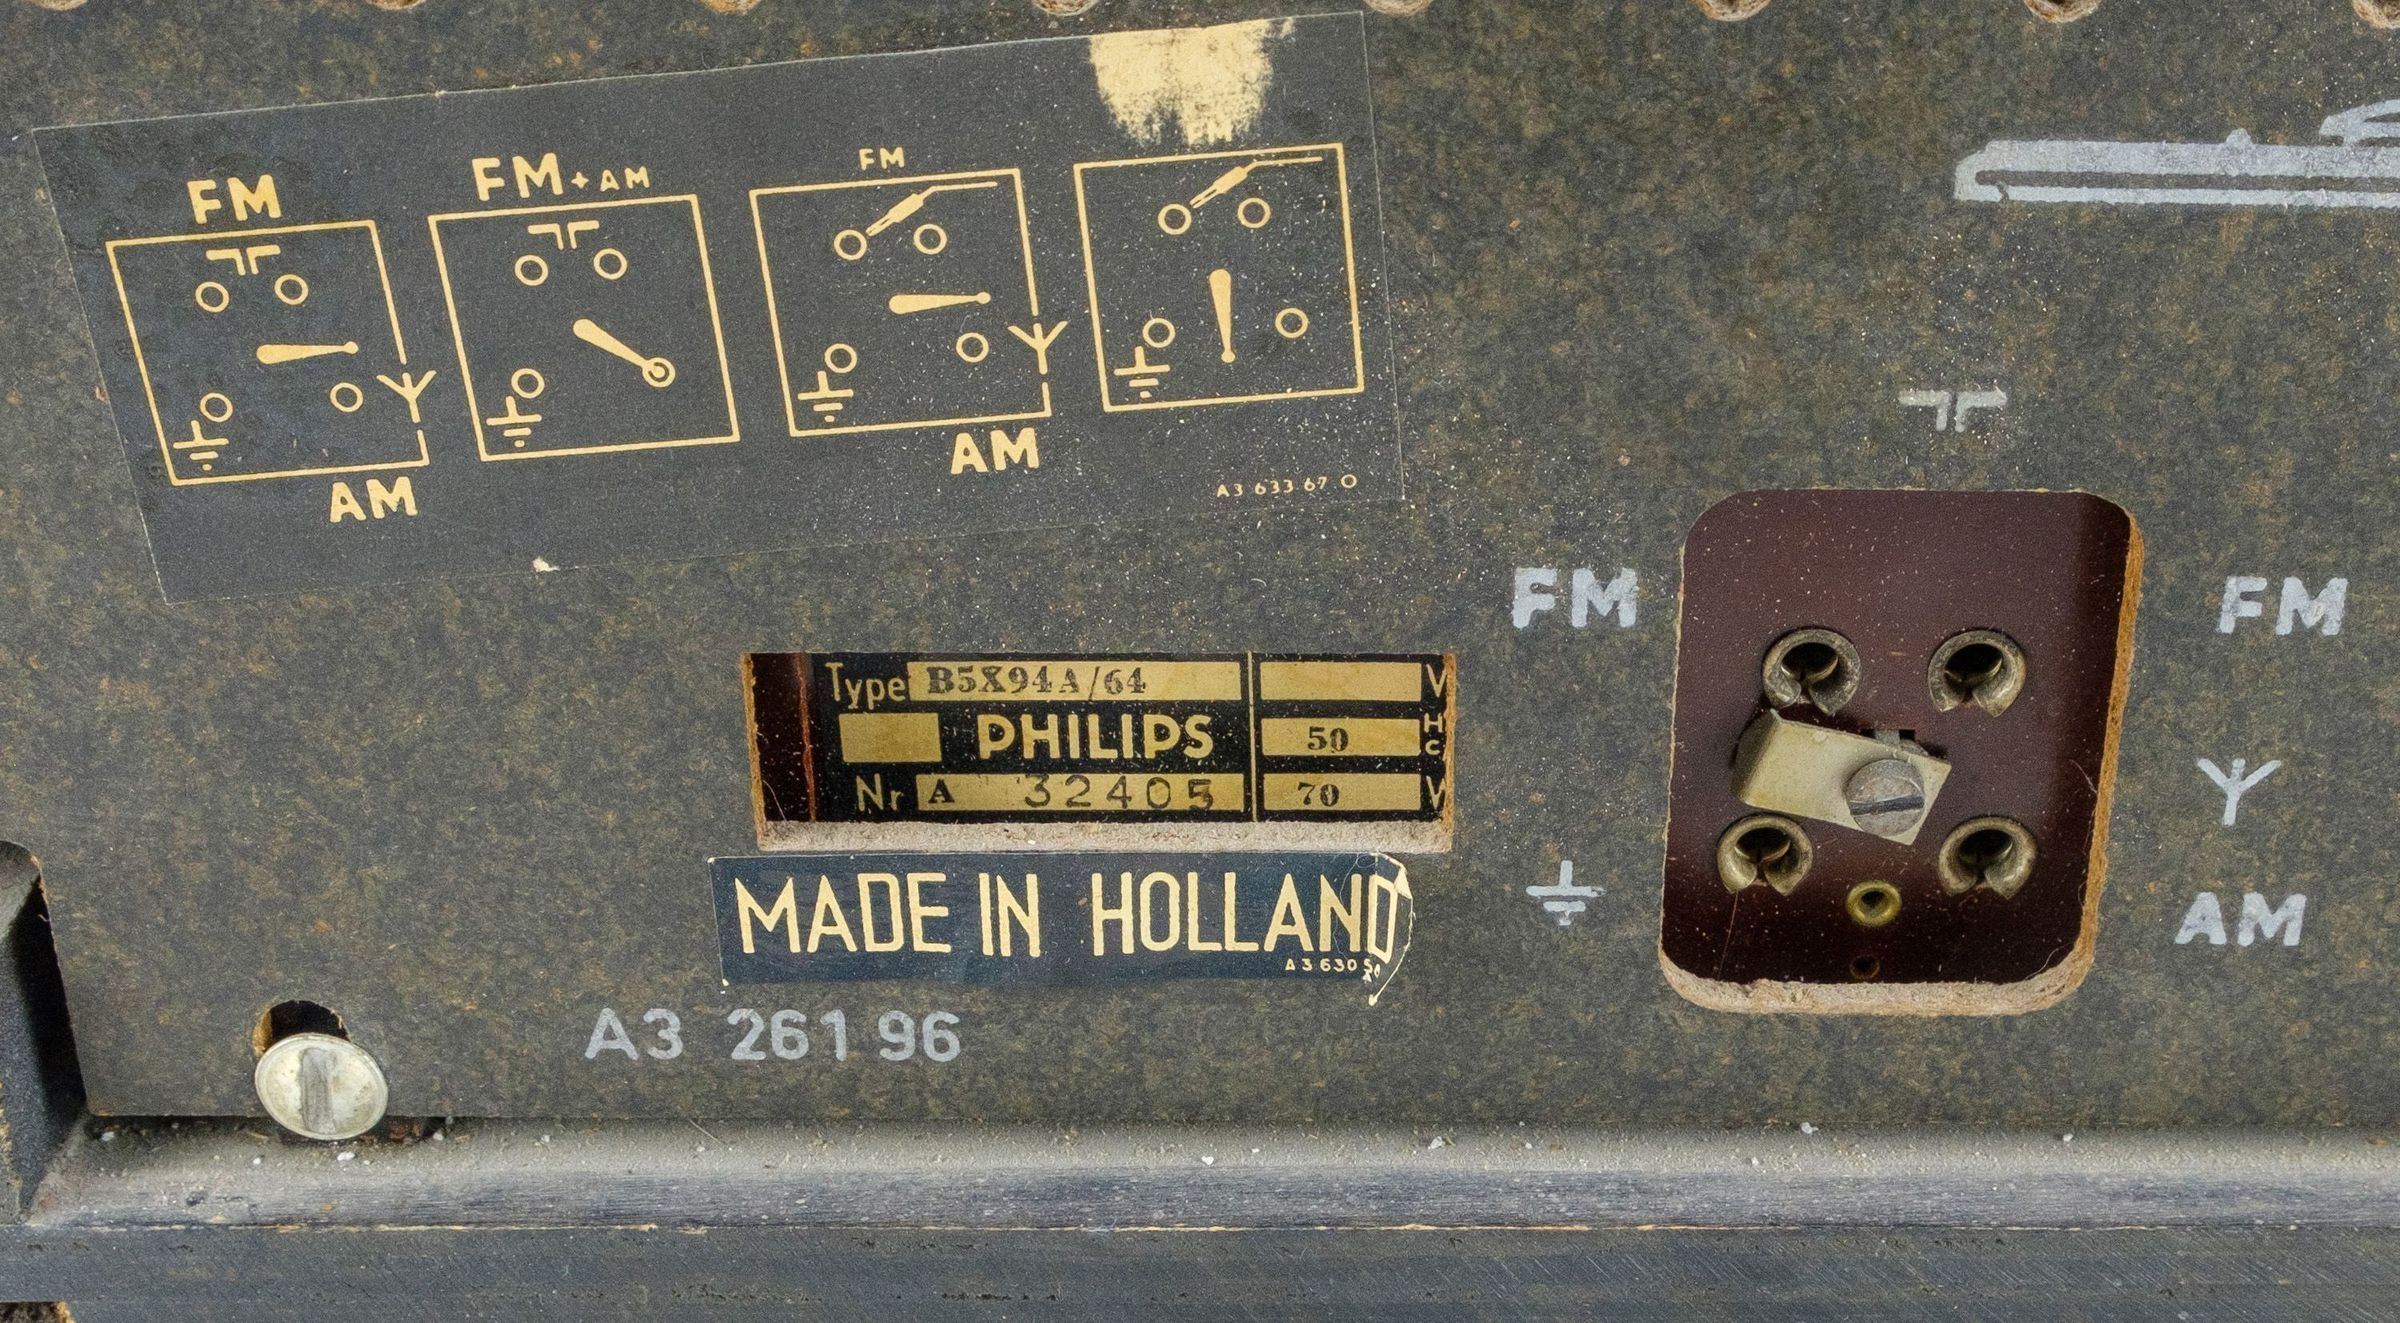 FM
FM + AM
FM
FM
AM
AM
A3 633 67 0
FM
FM
Type B5X94A/64 V
PHILIPS 50 Hc
Nr A 32405 70 W
AM
MADE IN HOLLAND
A3 630
A3 261 96